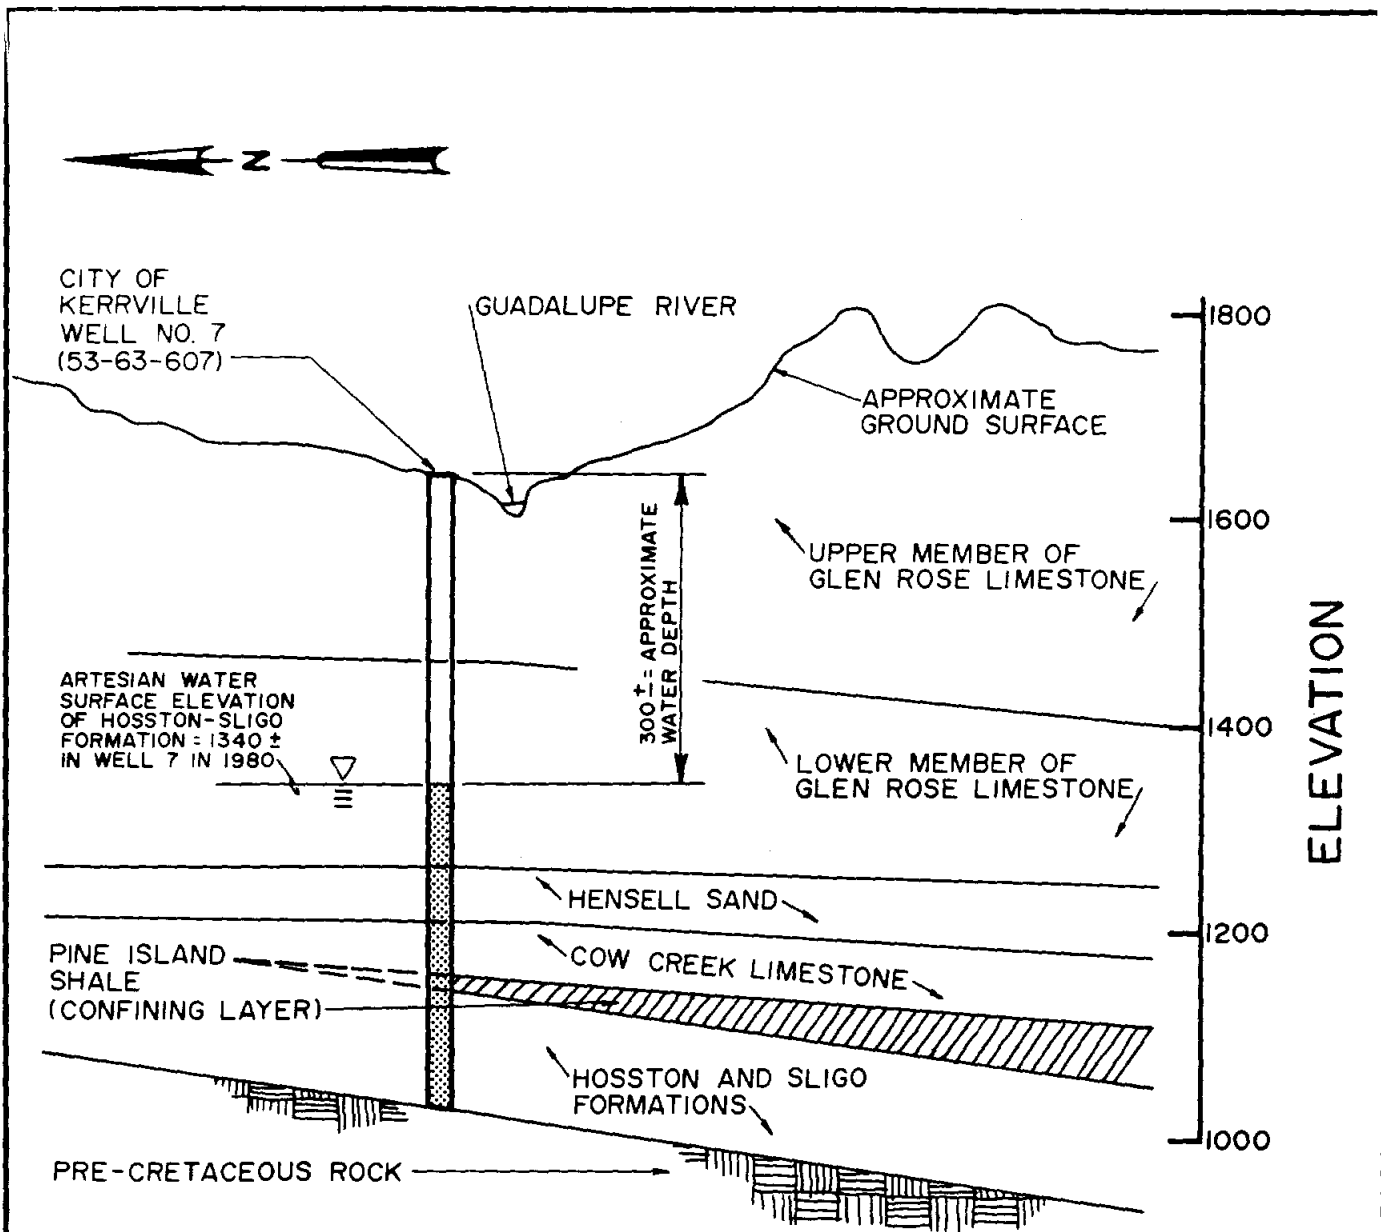 N
CITY OF
KERRVILLE
WELL NO. 7
(53-63-607)
GUADALUPE RIVER
1800
APPROXIMATE
GROUND SURFACE
1600
UPPER MEMBER OF
GLEN ROSE LIMESTONE
300± = APPROXIMATE
WATER DEPTH
ELEVATION
ARTESIAN WATER
SURFACE ELEVATION
OF HOSSTON-SLIGO
FORMATION = 1340 ±
IN WELL 7 IN 1980
1400
LOWER MEMBER OF
GLEN ROSE LIMESTONE
HENSELL SAND
1200
COW CREEK LIMESTONE
PINE ISLAND
SHALE
(CONFINING LAYER)
HOSSTON AND SLIGO
FORMATIONS
1000
PRE-CRETACEOUS ROCK